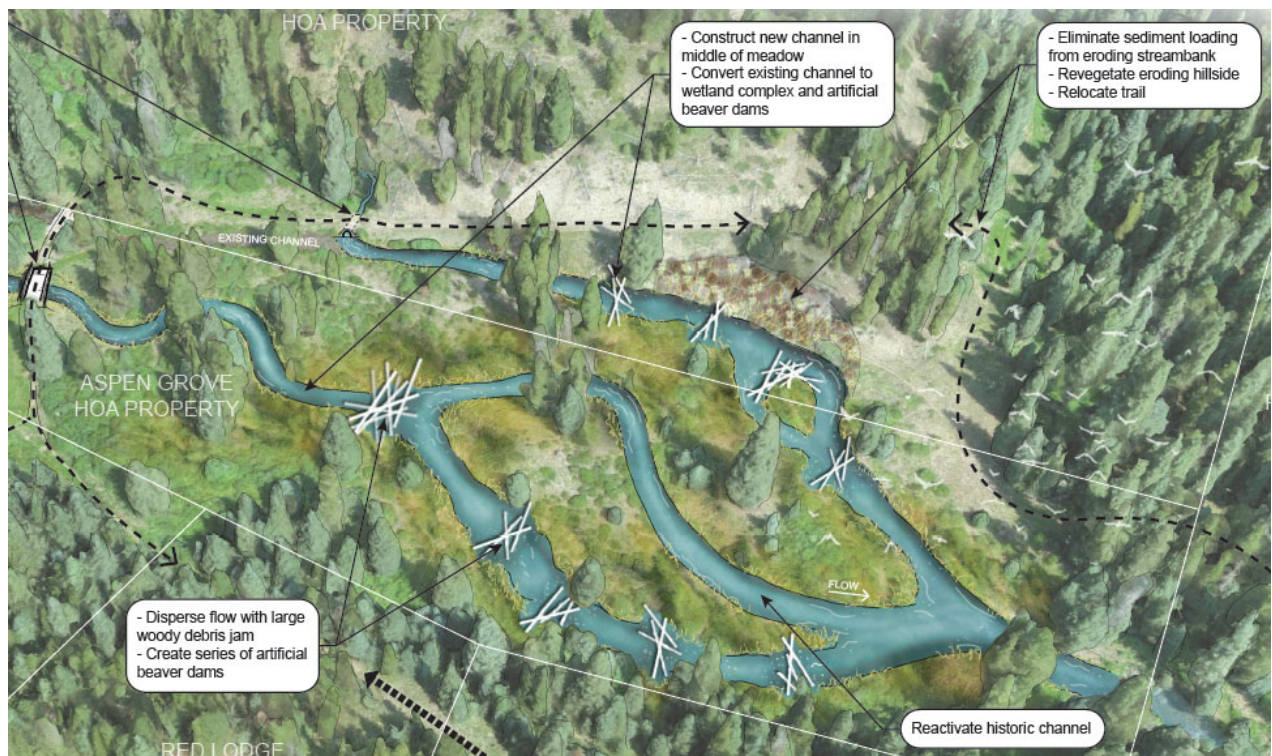 HOA PROPERTY
- Construct new channel in
middle of meadow
- Convert existing channel to
wetland complex and artificial
beaver dams
- Eliminate sediment loading
from eroding streambank
- Revegetate eroding hillside
- Relocate trail
EXISTING CHANNEL
ASPEN GROVE
HOA PROPERTY
FLOW
- Disperse flow with large
woody debris jam
- Create series of artificial
beaver dams
Reactivate historic channel
RED LODGE